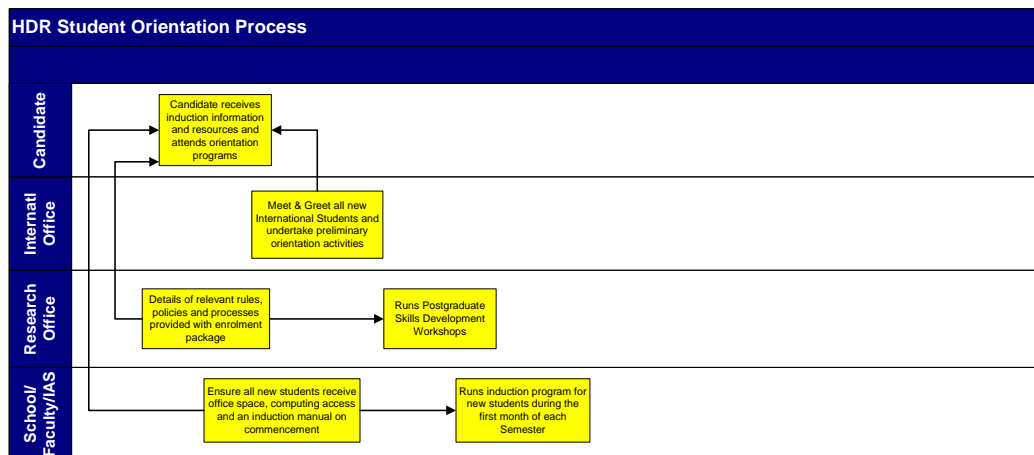 HDR Student Orientation Process
Candidate
Candidate receives
induction information
and resources and
attends orientation
programs
Internatl
Office
Meet & Greet all new
International Students and
undertake preliminary
orientation activities
Research
Office
Details of relevant rules,
policies and processes
provided with enrolment
package
Runs Postgraduate
Skills Development
Workshops
School/
Faculty/IAS
Ensure all new students receive
office space, computing access
and an induction manual on
commencement
Runs induction program for
new students during the
first month of each
Semester